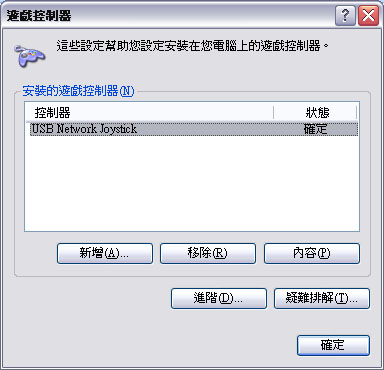 遊戲控制器
這些設定幫助您設定安裝在您電腦上的遊戲控制器。
安裝的遊戲控制器(N)
控制器 狀態
USB Network Joystick 確定
新增(A)... 移除(R) 內容(P)
進階(D)... 疑難排解(T)...
確定